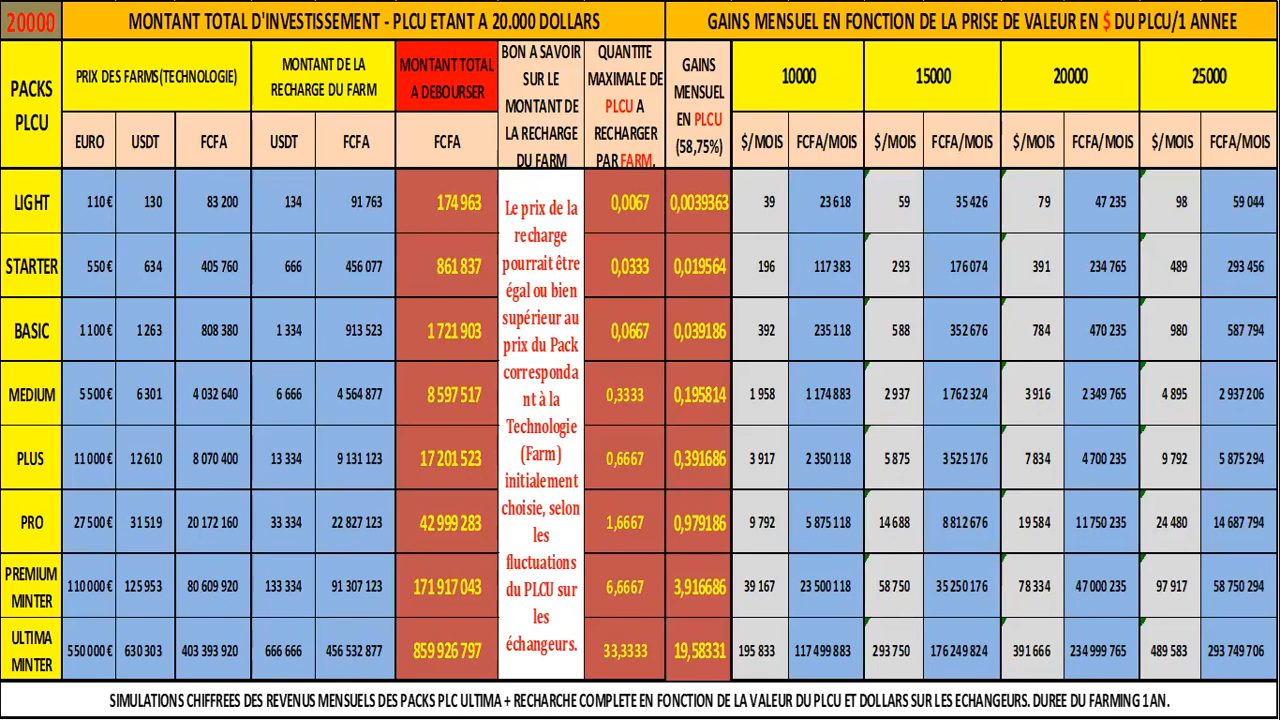 20000 MONTANT TOTAL D'INVESTISSEMENT - PLCU ETANT A 20.000 DOLLARS GAINS MENSUEL EN FONCTION DE LA PRISE DE VALEUR EN $ DU PLCU/1 ANNEE
PACKS
PLCU
PRIX DES FARMS(TECHNOLOGIE)
MONTANT DE LA
RECHARGE DU FARM
MONTANT TOTAL
A DEBOURSER
BON A SAVOIR
SUR LE
MONTANT DE
LA RECHARGE
DU FARM
QUANTITE
MAXIMALE DE
PLCU A
RECHARGER
PAR FARM.
GAINS
MENSUEL
EN PLCU
(58,75%)
10000 15000 20000 25000
EURO USDT FCFA USDT FCFA FCFA $/MOIS FCFA/MOIS $/MOIS FCFA/MOIS $/MOIS FCFA/MOIS $/MOIS FCFA/MOIS
LIGHT 110€ 130 83 200 134 91 763 174 963 0,0067 0,0039363 39 23 618 59 35 426 79 47 235 98 59 044
STARTER 550€ 634 405 760 666 456 077 861 837 0,0333 0,019564 196 117 383 293 176 074 391 234 765 489 293 456
BASIC 1 100€ 1 263 808 380 1 334 913 523 1 721 903 0,0667 0,039186 392 235 118 588 352 676 784 470 235 980 587 794
MEDIUM 5 500€ 6 301 4 032 640 6 666 4 564 877 8 597 517 0,3333 0,195814 1 958 1 174 883 2 937 1 762 324 3 916 2 349 765 4 895 2 937 206
PLUS 11 000€ 12 610 8 070 400 13 334 9 131 123 17 201 523 0,6667 0,391686 3 917 2 350 118 5 875 3 525 176 7 834 4 700 235 9 792 5 875 294
PRO 27 500€ 31 519 20 172 160 33 334 22 827 123 42 999 283 1,6667 0,979186 9 792 5 875 118 14 688 8 812 676 19 584 11 750 235 24 480 14 687 794
PREMIUM
MINTER
110 000€ 125 953 80 609 920 133 334 91 307 123 171 917 043 6,6667 3,916686 39 167 23 500 118 58 750 35 250 176 78 334 47 000 235 97 917 58 750 294
ULTIMA
MINTER
550 000€ 630 303 403 393 920 666 666 456 532 877 859 926 797 33,3333 19,58331 195 833 117 499 883 293 750 176 249 824 391 666 234 999 765 489 583 293 749 706
Le prix de la
recharge
pourrait être
égal ou bien
supérieur au
prix du Pack
corresponda
nt à la
Technologie
(Farm)
initialement
choisie, selon
les
fluctuations
du PLCU sur
les
échangeurs.
SIMULATIONS CHIFFREES DES REVENUS MENSUELS DES PACKS PLC ULTIMA + RECHARCHE COMPLETE EN FONCTION DE LA VALEUR DU PLCU ET DOLLARS SUR LES ECHANGEURS. DUREE DU FARMING 1 AN.